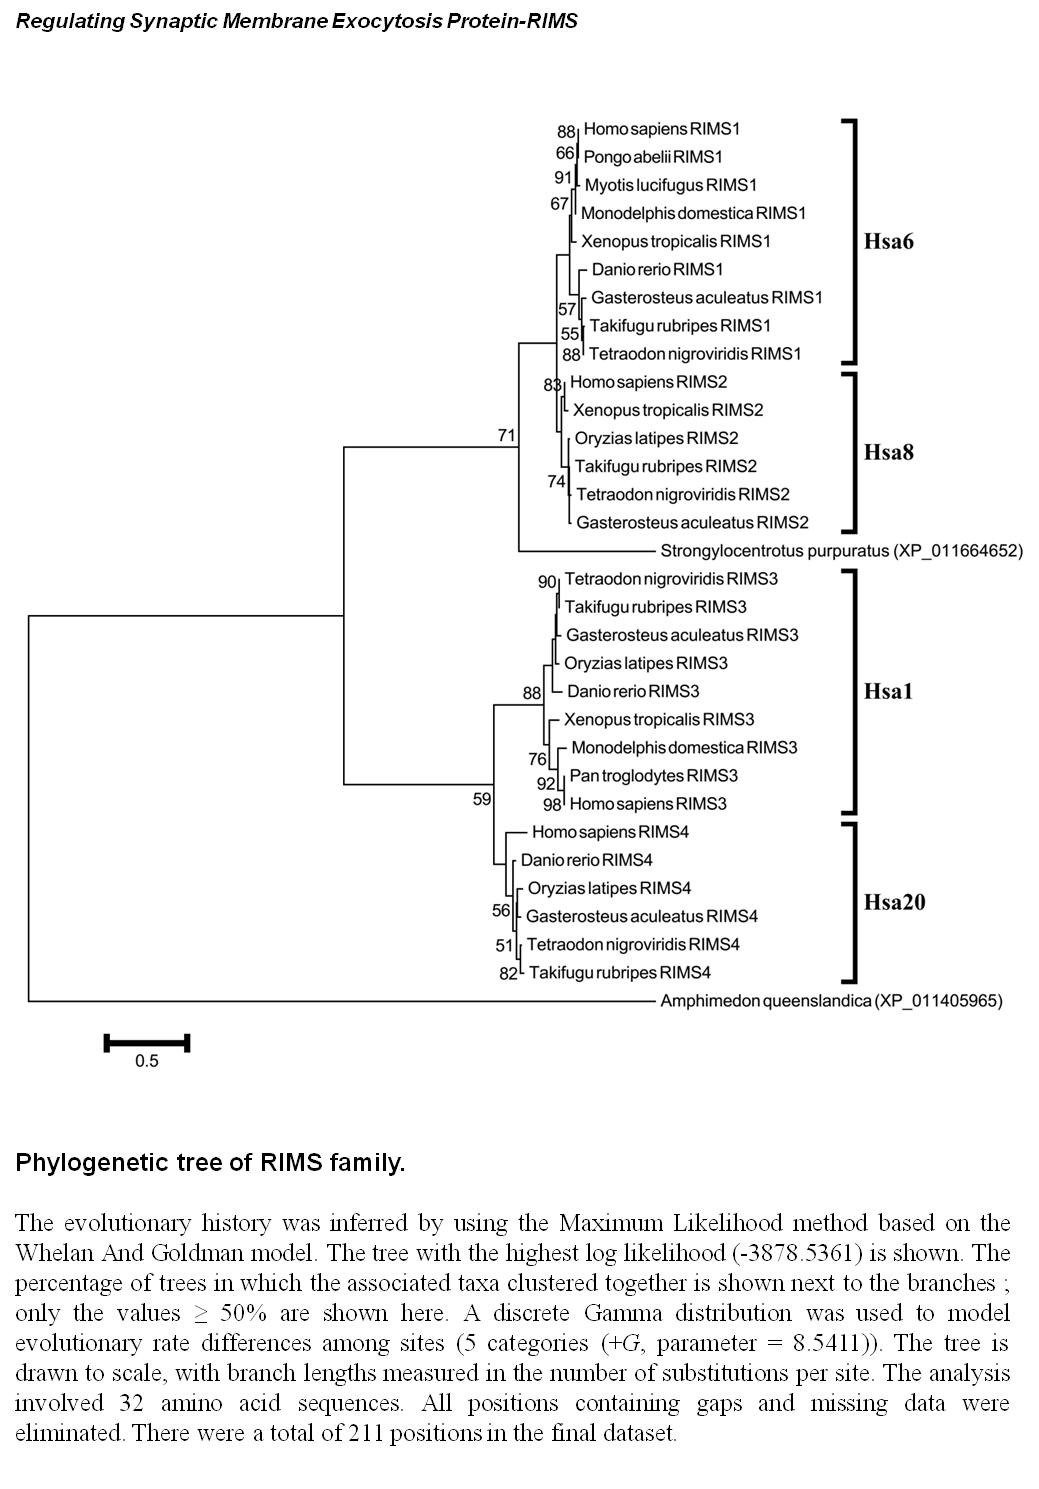 Regulating Synaptic Membrane Exocytosis Protein-RIMS
88 Homo sapiens RIMS1
66 Pongo abelii RIMS1
91 Myotis lucifugus RIMS1
67 Monodelphis domestica RIMS1
Xenopus tropicalis RIMS1
Hsa6
Danio rerio RIMS1
Gasterosteus aculeatus RIMS1
57
Takifugu rubripes RIMS1
55
88 Tetraodon nigroviridis RIMS1
83 Homo sapiens RIMS2
Xenopus tropicalis RIMS2
71
Oryzias latipes RIMS2
Hsa8
Takifugu rubripes RIMS2
74
Tetraodon nigroviridis RIMS2
Gasterosteus aculeatus RIMS2
Strongylocentrotus purpuratus (XP_011664652)
90 Tetraodon nigroviridis RIMS3
Takifugu rubripes RIMS3
Gasterosteus aculeatus RIMS3
Oryzias latipes RIMS3
88 Danio rerio RIMS3
Hsa1
Xenopus tropicalis RIMS3
Monodelphis domestica RIMS3
76
Pan troglodytes RIMS3
92
59
98 Homo sapiens RIMS3
Homo sapiens RIMS4
Danio rerio RIMS4
Oryzias latipes RIMS4
Hsa20
56
Gasterosteus aculeatus RIMS4
51 Tetraodon nigroviridis RIMS4
82 Takifugu rubripes RIMS4
Amphimedon queenslandica (XP_011405965)
0.5
Phylogenetic tree of RIMS family.
The evolutionary history was inferred by using the Maximum Likelihood method based on the
Whelan And Goldman model. The tree with the highest log likelihood (-3878.5361) is shown. The
percentage of trees in which the associated taxa clustered together is shown next to the branches ;
only the values ≥ 50% are shown here. A discrete Gamma distribution was used to model
evolutionary rate differences among sites (5 categories (+G, parameter = 8.5411)). The tree is
drawn to scale, with branch lengths measured in the number of substitutions per site. The analysis
involved 32 amino acid sequences. All positions containing gaps and missing data were
eliminated. There were a total of 211 positions in the final dataset.